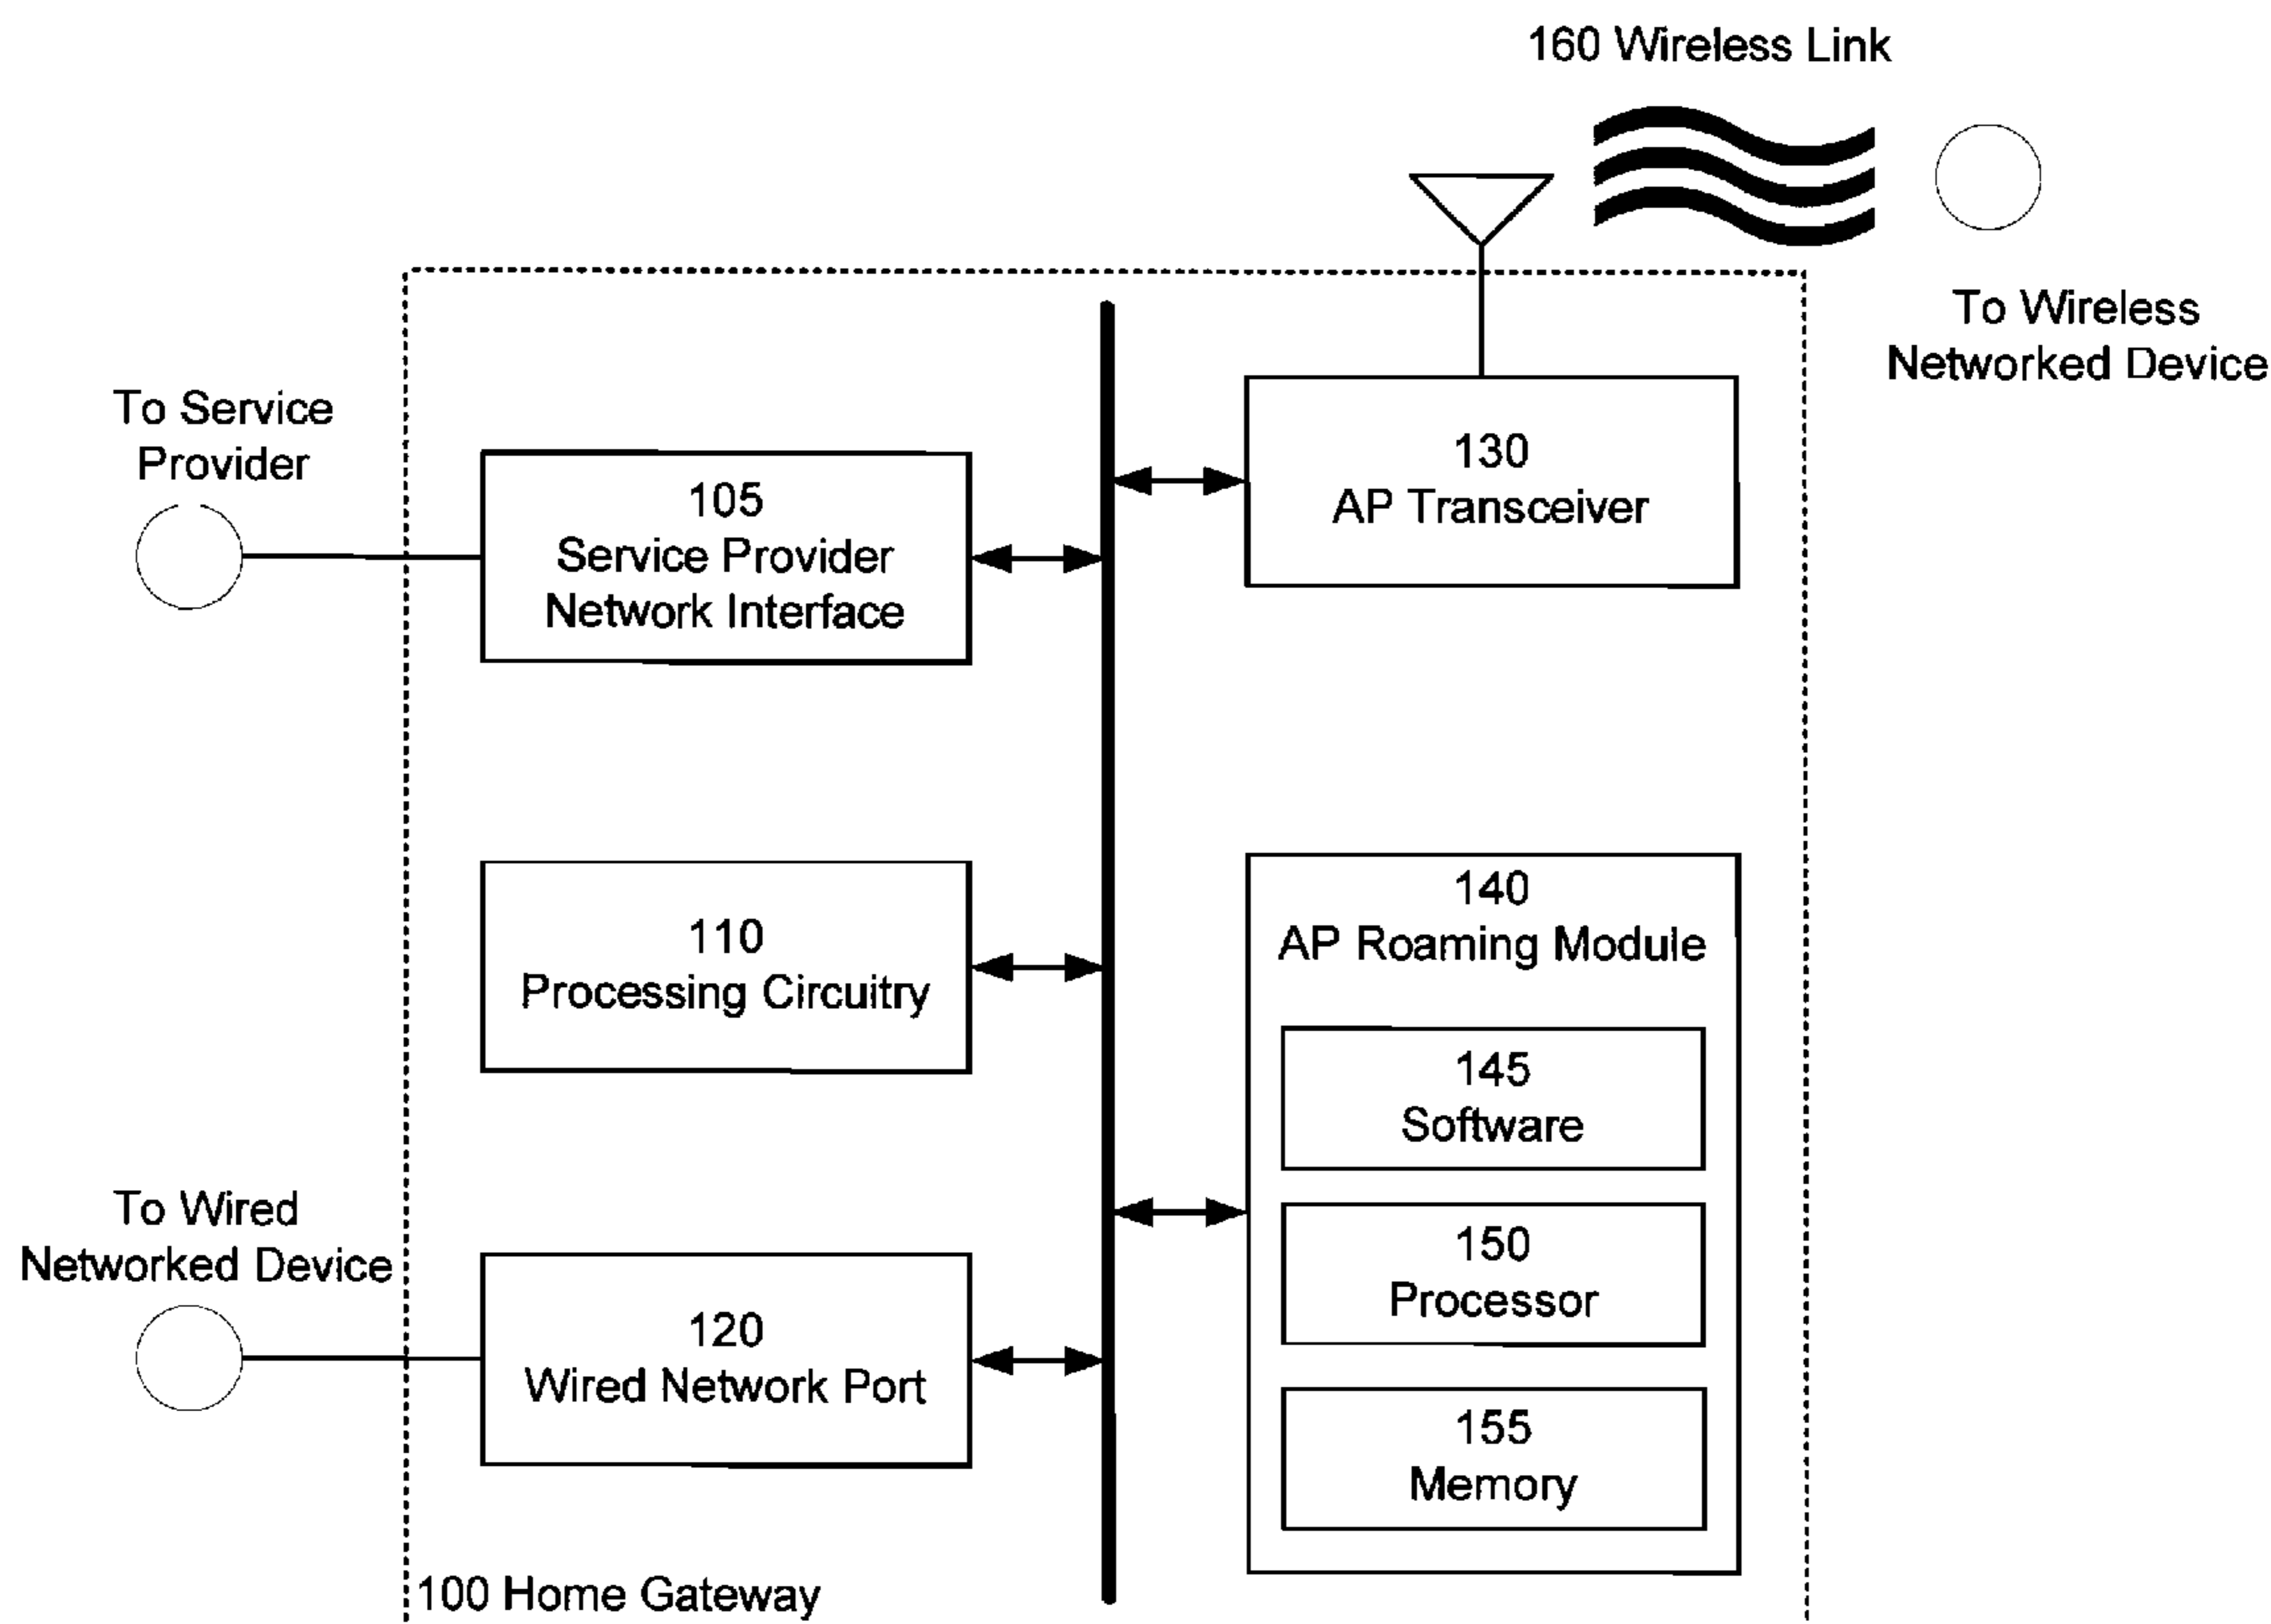 160 Wireless Link
To Wireless
Networked Device
To Service
Provider
105
Service Provider
Network Interface
130
AP Transceiver
110
Processing Circuitry
140
AP Roaming Module
145
Software
150
Processor
155
Memory
To Wired
Networked Device
120
Wired Network Port
100 Home Gateway